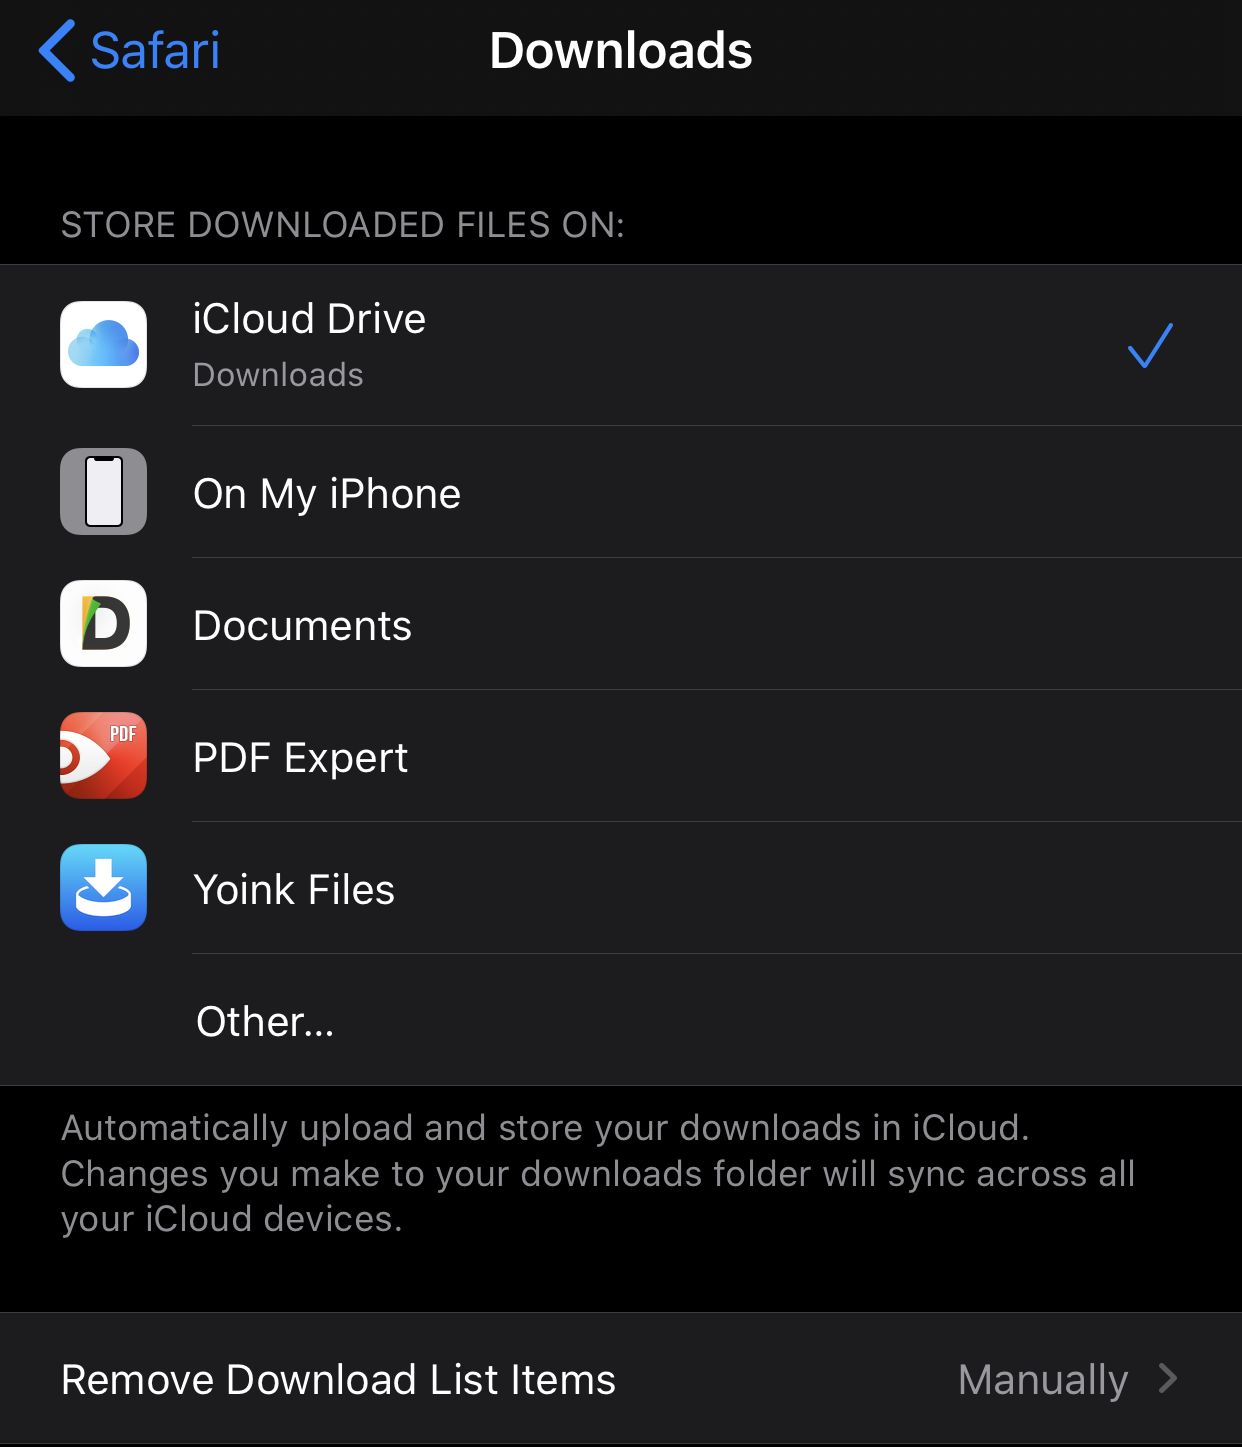 Safari
Downloads
STORE DOWNLOADED FILES ON:
iCloud Drive
Downloads
On My iPhone
D
Documents
PDF
PDF Expert
Yoink Files
Other...
Automatically upload and store your downloads in iCloud.
Changes you make to your downloads folder will sync across all
your iCloud devices.
Remove Download List Items
Manually